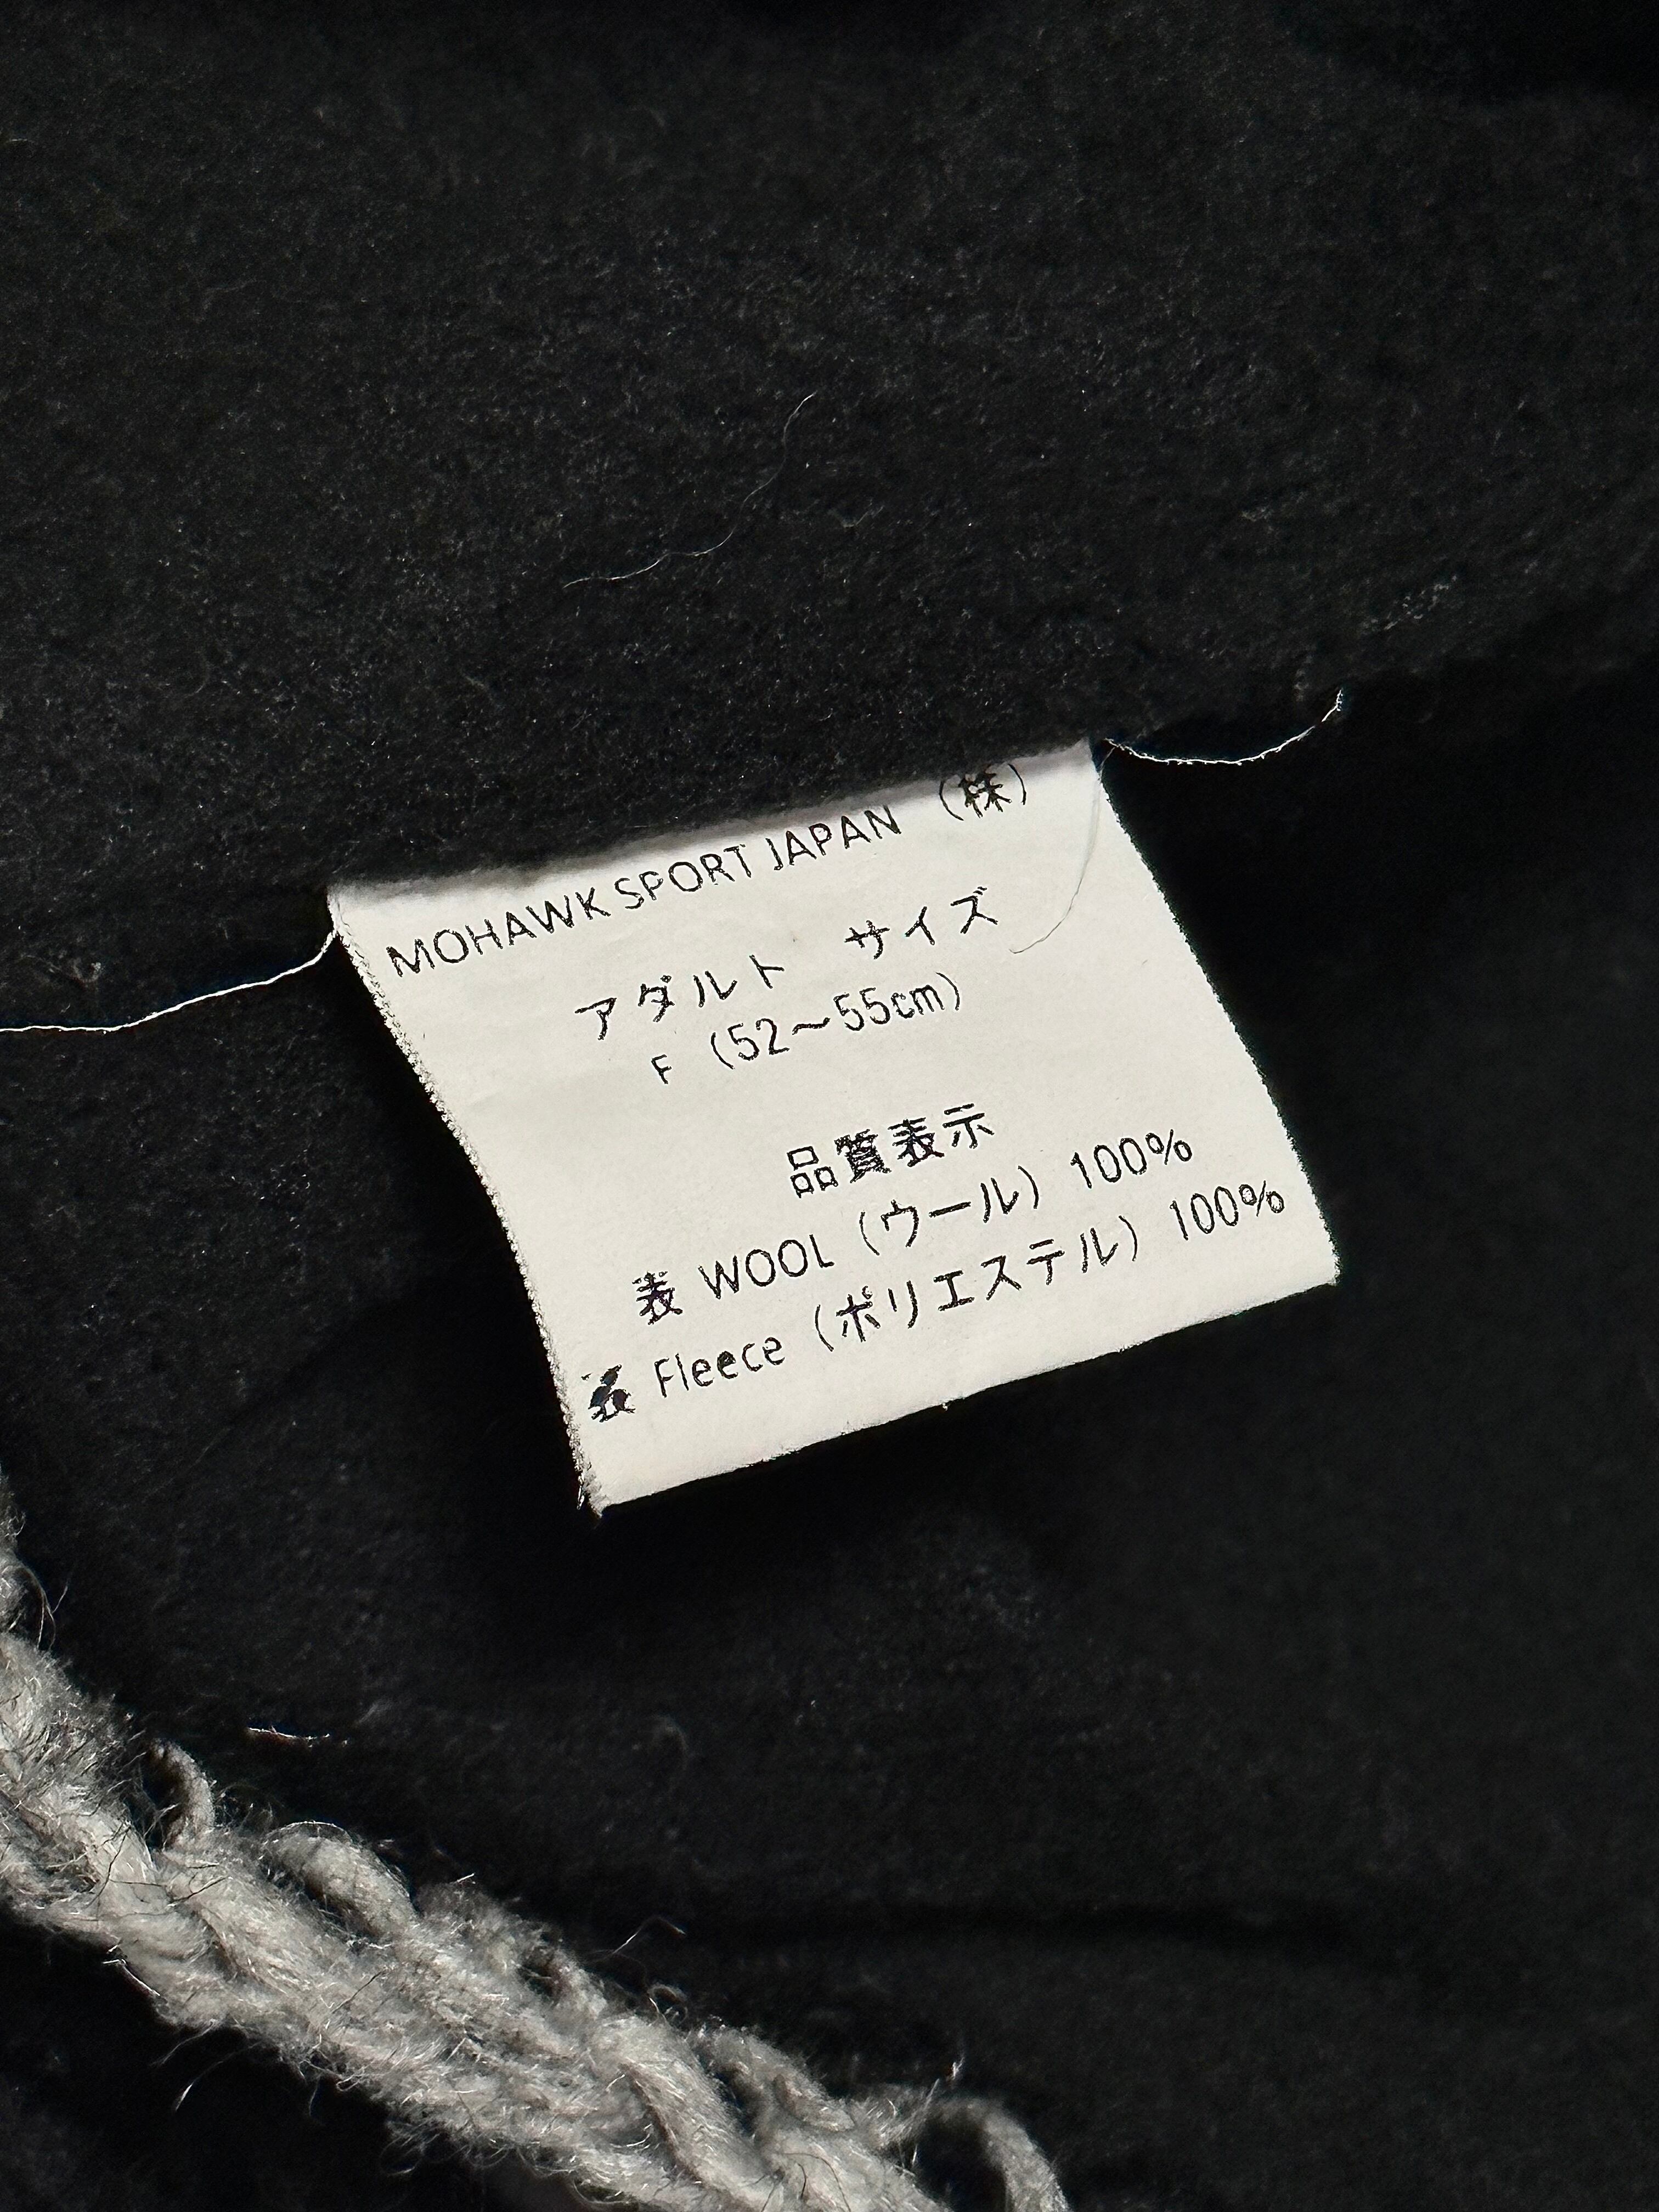 MOHAWK SPORT JAPAN （株）
アダルト サイズ
F （52〜55cm）
品質表示
表 WOOL （ウール） 100%
Fleece （ポリエステル） 100%